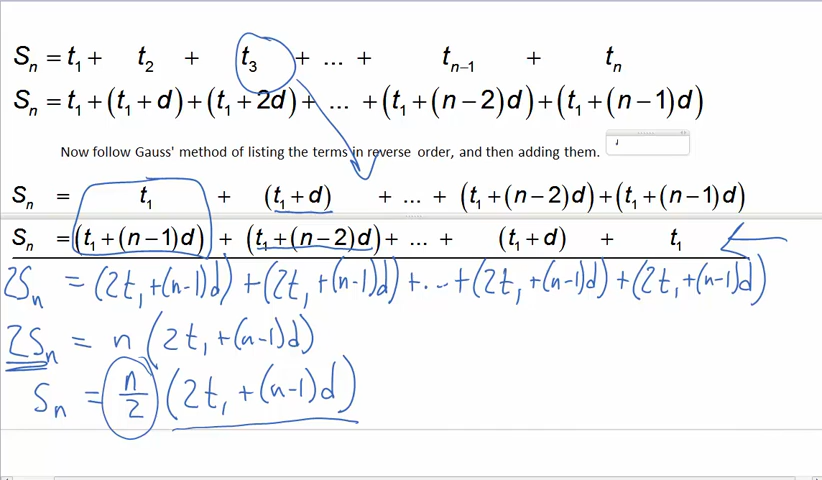 Sₙ = t₁ + t₂ + t₃ + ... + tₙ₋₁ + tₙ
Sₙ = t₁ + (t₁ + d) + (t₁ + 2d) + ... + (t₁ + (n − 2)d) + (t₁ + (n − 1)d)
Now follow Gauss' method of listing the terms in reverse order, and then adding them.
Sₙ = t₁ + (t₁ + d) + ... + (t₁ + (n − 2)d) + (t₁ + (n − 1)d)
Sₙ = (t₁ + (n − 1)d) + (t₁ + (n − 2)d) + ... + (t₁ + d) + t₁
2Sₙ = (2t₁ + (n-1)d) + (2t₁ + (n-1)d) + ... + (2t₁ + (n-1)d) + (2t₁ + (n-1)d)
2Sₙ = n(2t₁ + (n-1)d)
Sₙ = n/2 (2t₁ + (n-1)d)